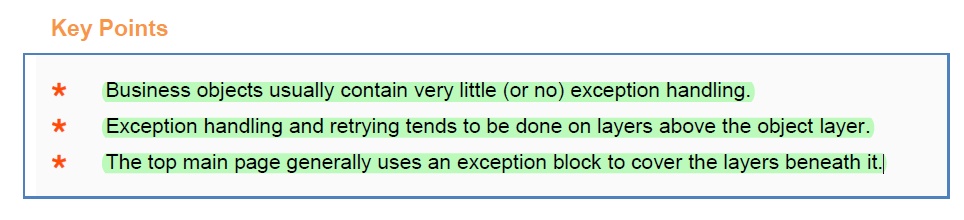 Key Points
* Business objects usually contain very little (or no) exception handling.
* Exception handling and retrying tends to be done on layers above the object layer.
* The top main page generally uses an exception block to cover the layers beneath it.